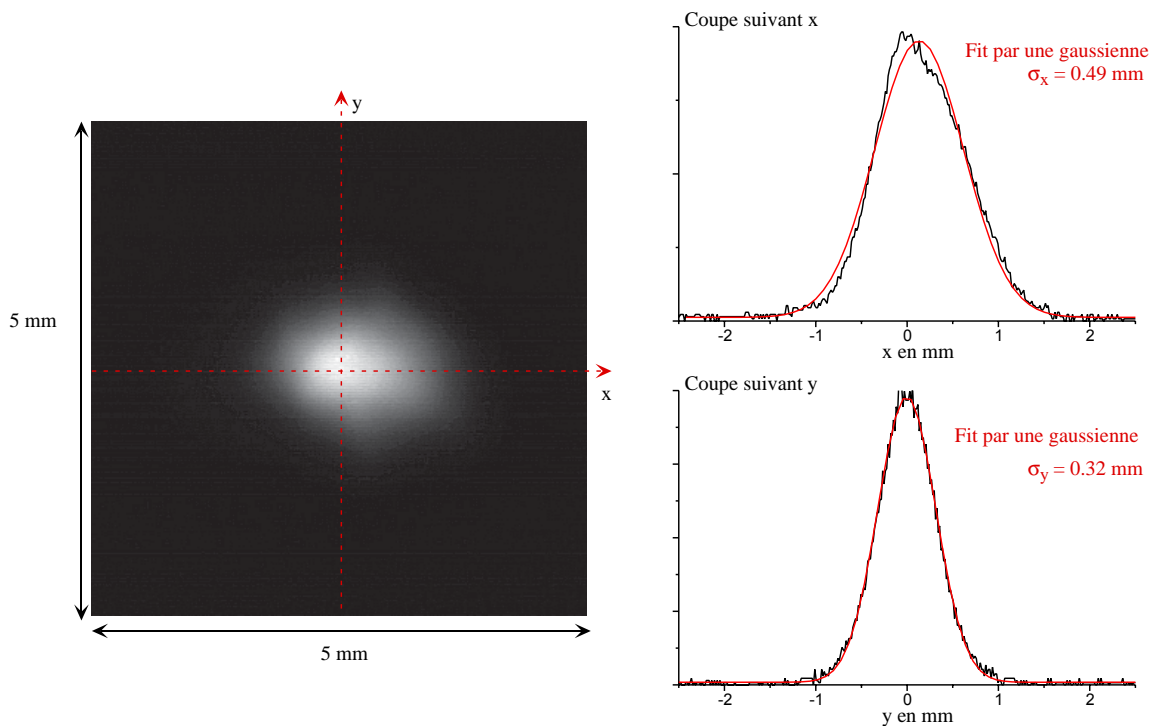 y
5 mm
x
5 mm
Coupe suivant x
Fit par une gaussienne
σx = 0.49 mm
-2 -1 0 1 2
x en mm
Coupe suivant y
Fit par une gaussienne
σy = 0.32 mm
-2 -1 0 1 2
y en mm